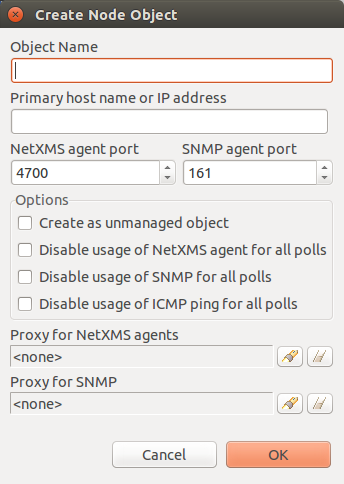 Create Node Object
Object Name
Primary host name or IP address
NetXMS agent port SNMP agent port
4700 161
Options
Create as unmanaged object
Disable usage of NetXMS agent for all polls
Disable usage of SNMP for all polls
Disable usage of ICMP ping for all polls
Proxy for NetXMS agents
<none>
Proxy for SNMP
<none>
Cancel OK